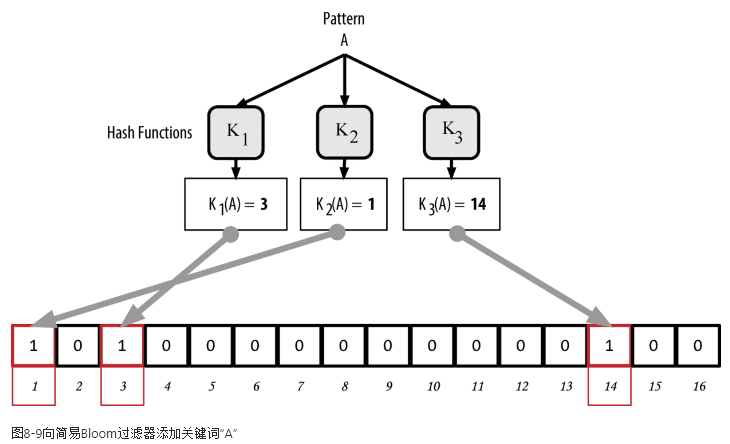 Pattern
A
Hash Functions
K1
K2
K3
K1(A) = 3
K2(A) = 1
K3(A) = 14
1 0 1 0 0 0 0 0 0 0 0 0 0 1 0 0
1 2 3 4 5 6 7 8 9 10 11 12 13 14 15 16
图8-9向简易Bloom过滤器添加关键词“A”